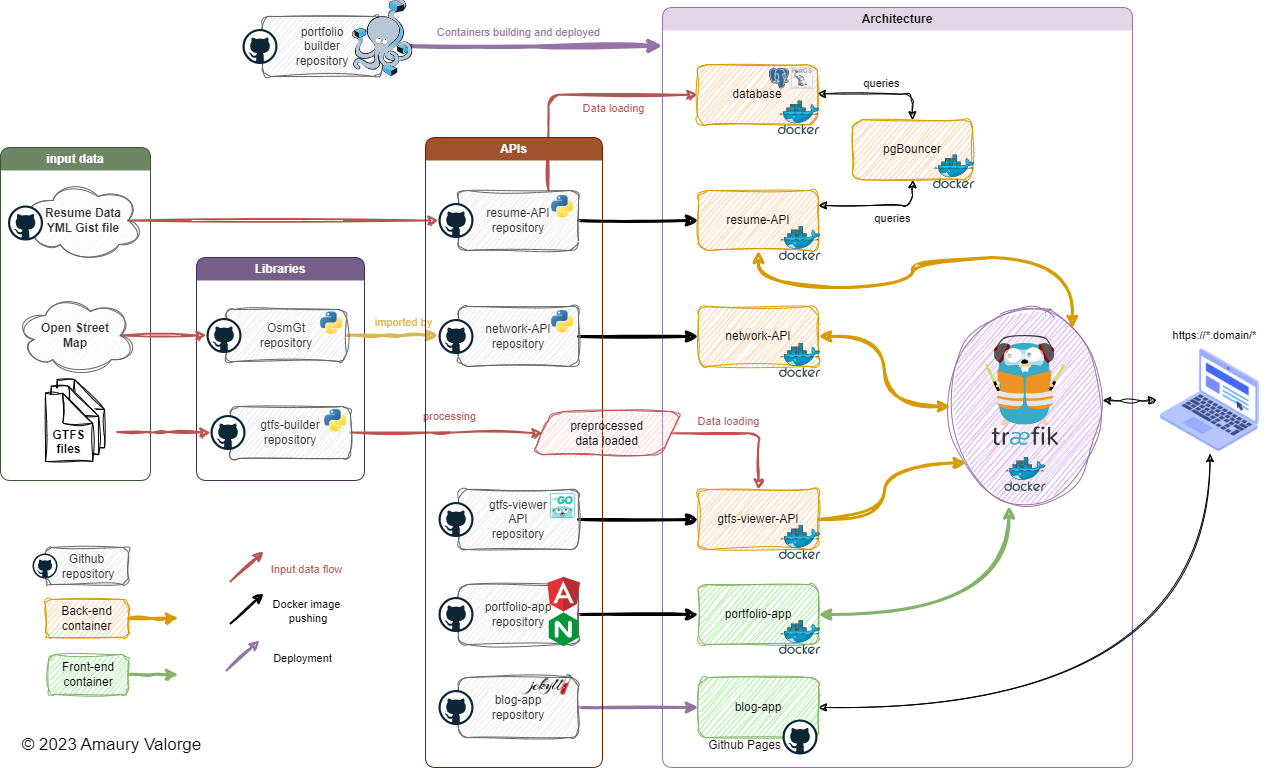 portfolio
builder
repository
Containers building and deployed
Architecture
database
docker
queries
pgBouncer
docker
queries
Data loading
input data
Resume Data
YML Gist file
Open Street
Map
GTFS
files
Libraries
OsmGt
repository
gtfs-builder
repository
imported by
processing
APIs
resume-API
repository
network-API
repository
preprocessed
data loaded
Data loading
gtfs-viewer
API
repository
GO
portfolio-app
repository
A
N
jekyll
blog-app
repository
resume-API
docker
network-API
docker
gtfs-viewer-API
docker
portfolio-app
docker
blog-app
Github Pages
træfik
docker
https://*.domain/*
Github
repository
Back-end
container
Front-end
container
Input data flow
Docker image
pushing
Deployment
© 2023 Amaury Valorge